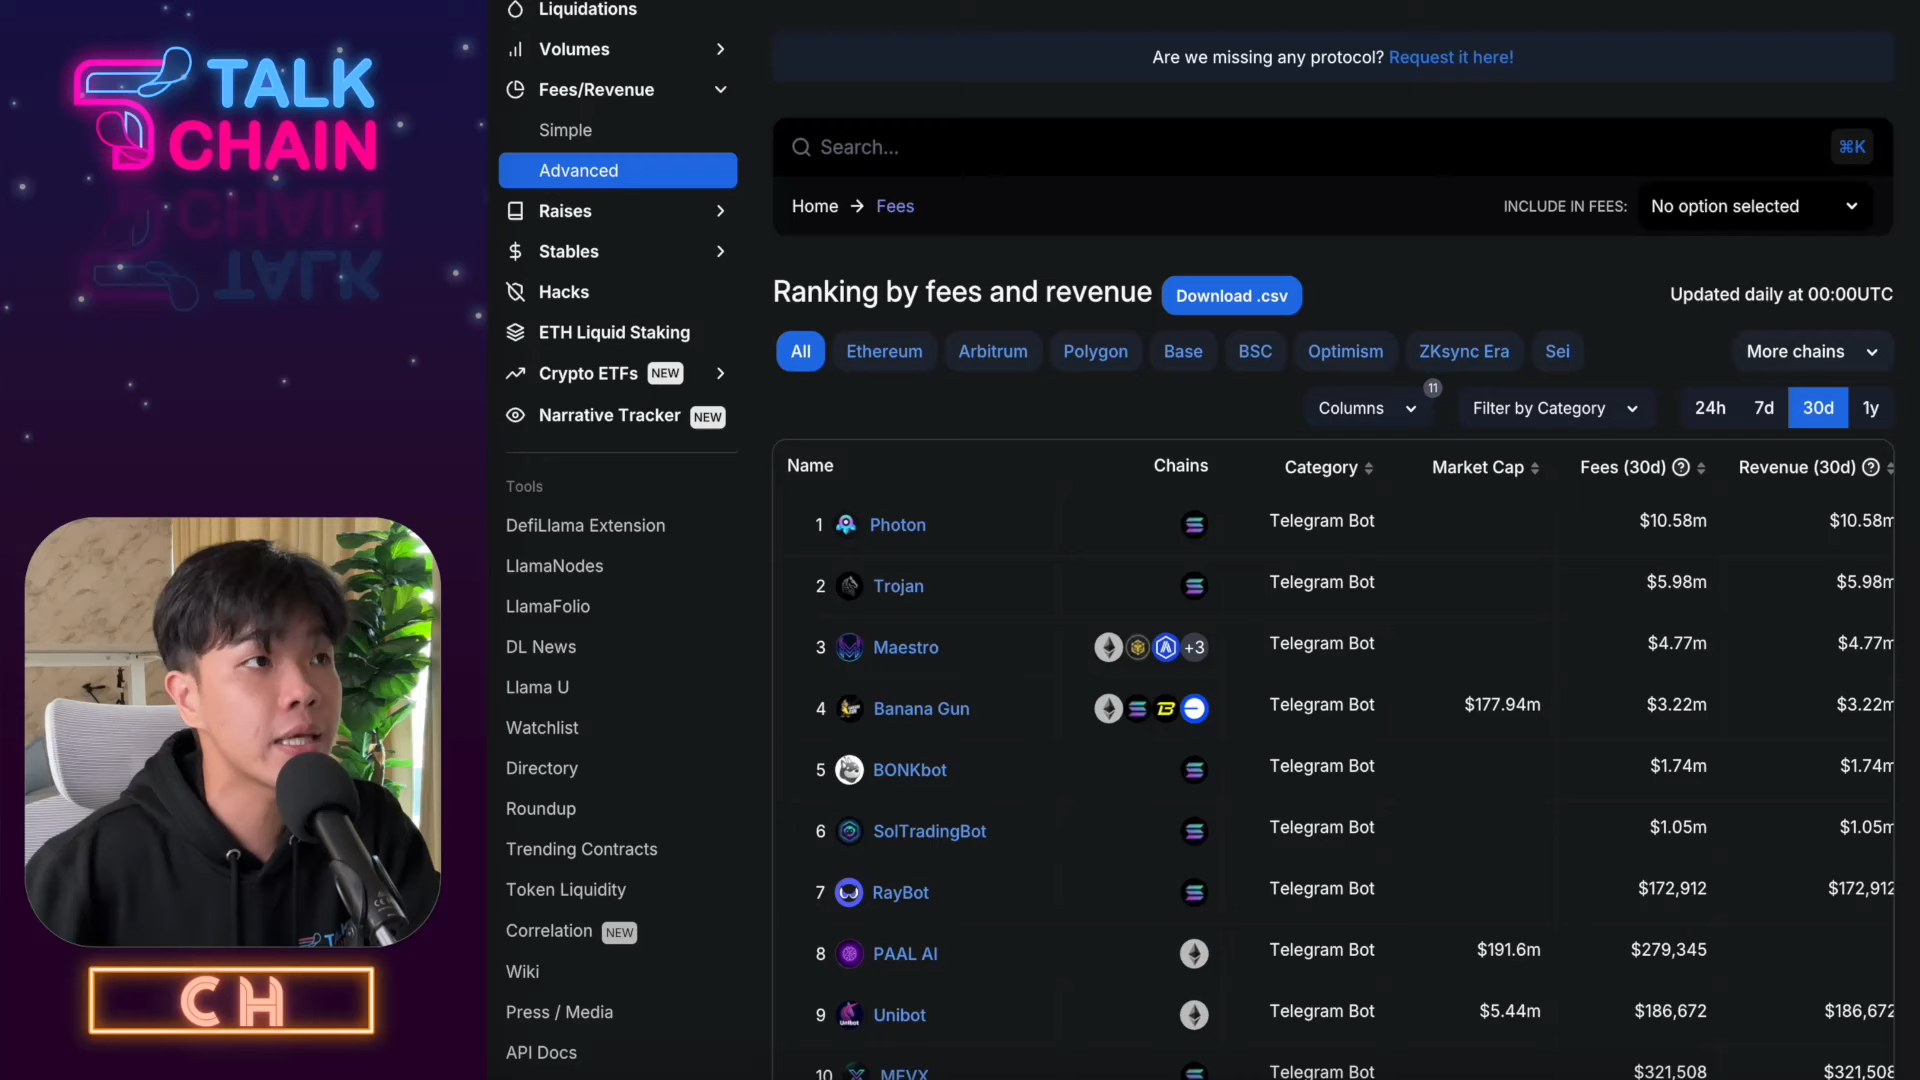 TALK
CHAIN
CH
Liquidations
Volumes
Fees/Revenue
Simple
Advanced
Raises
Stables
Hacks
ETH Liquid Staking
Crypto ETFs NEW
Narrative Tracker NEW
Tools
DefiLlama Extension
LlamaNodes
LlamaFolio
DL News
Llama U
Watchlist
Directory
Roundup
Trending Contracts
Token Liquidity
Correlation NEW
Wiki
Press / Media
API Docs
Are we missing any protocol? Request it here!
Search... ⌘K
Home → Fees INCLUDE IN FEES: No option selected
Ranking by fees and revenue Download .csv Updated daily at 00:00UTC
All Ethereum Arbitrum Polygon Base BSC Optimism ZKsync Era Sei More chains
11
Columns Filter by Category 24h 7d 30d 1y
Name Chains Category Market Cap Fees (30d) ? Revenue (30d) ?
1 Photon Telegram Bot $10.58m $10.58m
2 Trojan Telegram Bot $5.98m $5.98m
3 Maestro +3 Telegram Bot $4.77m $4.77m
4 Banana Gun Telegram Bot $177.94m $3.22m $3.22m
5 BONKbot Telegram Bot $1.74m $1.74m
6 SolTradingBot Telegram Bot $1.05m $1.05m
7 RayBot Telegram Bot $172,912 $172,912
8 PAAL AI Telegram Bot $191.6m $279,345
9 Unibot Telegram Bot $5.44m $186,672 $186,672
10 MEVX Telegram Bot $321,508 $321,508